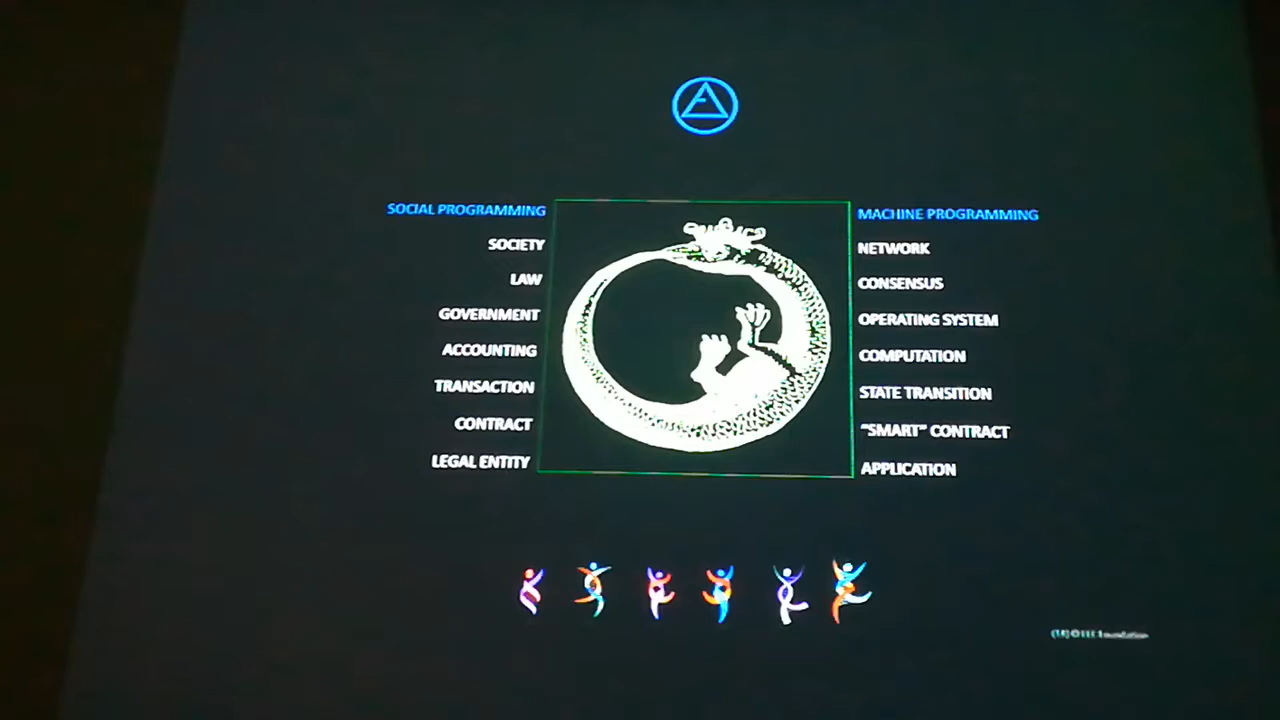 SOCIAL PROGRAMMING
SOCIETY
LAW
GOVERNMENT
ACCOUNTING
TRANSACTION
CONTRACT
LEGAL ENTITY
MACHINE PROGRAMMING
NETWORK
CONSENSUS
OPERATING SYSTEM
COMPUTATION
STATE TRANSITION
“SMART” CONTRACT
APPLICATION